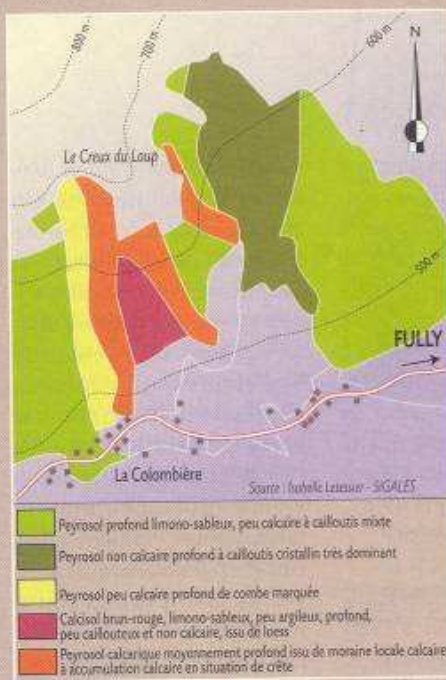 N
800 m
700 m
600 m
Le Creux du Loup
500 m
FULLY
La Colombière
Source : Isabelle Letessier - SIGALES
Peyrosol profond limono-sableux, peu calcaire à cailloutis mixte
Peyrosol non calcaire profond à cailloutis cristallin très dominant
Peyrosol peu calcaire profond de combe marquée
Calcisol brun-rouge, limono-sableux, peu argileux, profond,
peu caillouteux et non calcaire, issu de loess
Peyrosol calcarique moyennement profond issu de moraine locale calcaire
à accumulation calcaire en situation de crête